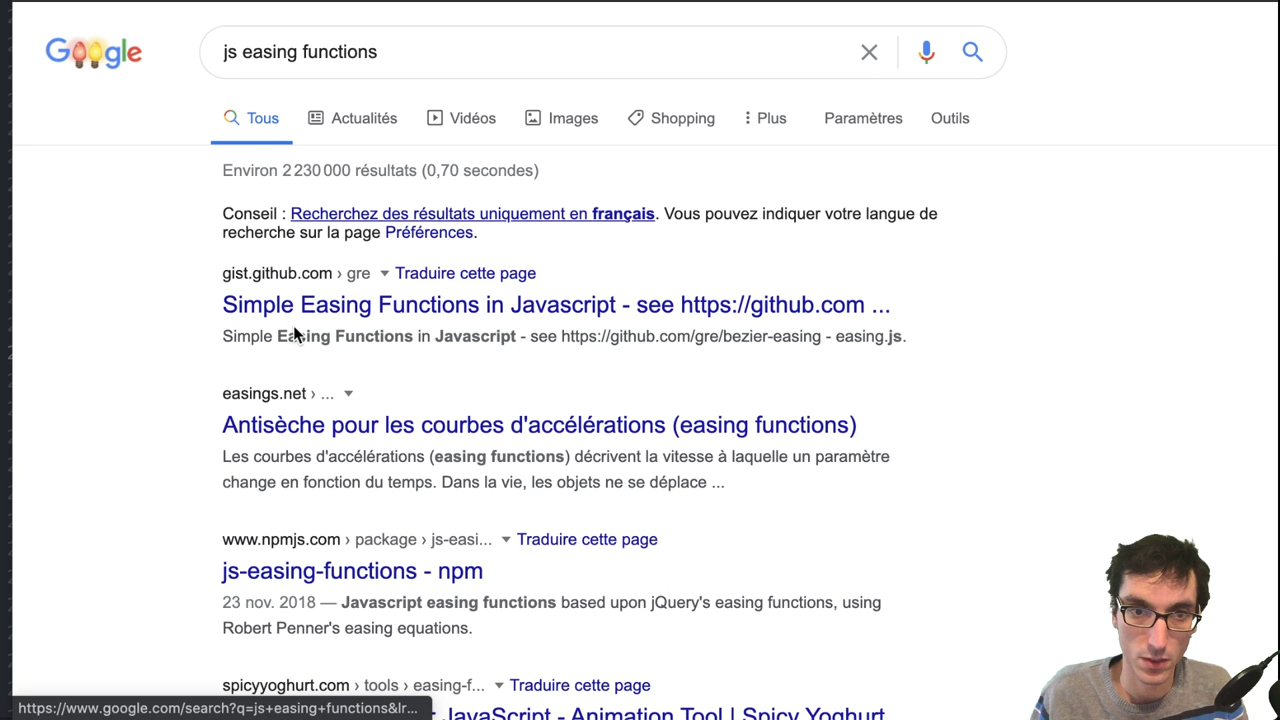 Google
js easing functions
Tous
Actualités
Vidéos
Images
Shopping
Plus
Paramètres
Outils
Environ 2 230 000 résultats (0,70 secondes)
Conseil : Recherchez des résultats uniquement en français. Vous pouvez indiquer votre langue de
recherche sur la page Préférences.
gist.github.com › gre Traduire cette page
Simple Easing Functions in Javascript - see https://github.com ...
Simple Easing Functions in Javascript - see https://github.com/gre/bezier-easing - easing.js.
easings.net › ...
Antisèche pour les courbes d'accélérations (easing functions)
Les courbes d'accélérations (easing functions) décrivent la vitesse à laquelle un paramètre
change en fonction du temps. Dans la vie, les objets ne se déplace ...
www.npmjs.com › package › js-easi... Traduire cette page
js-easing-functions - npm
23 nov. 2018 — Javascript easing functions based upon jQuery's easing functions, using
Robert Penner's easing equations.
spicyyoghurt.com › tools › easing-f... Traduire cette page
JavaScript - Animation Tool | Spicy Yoghurt
https://www.google.com/search?q=js+easing+functions&lr...